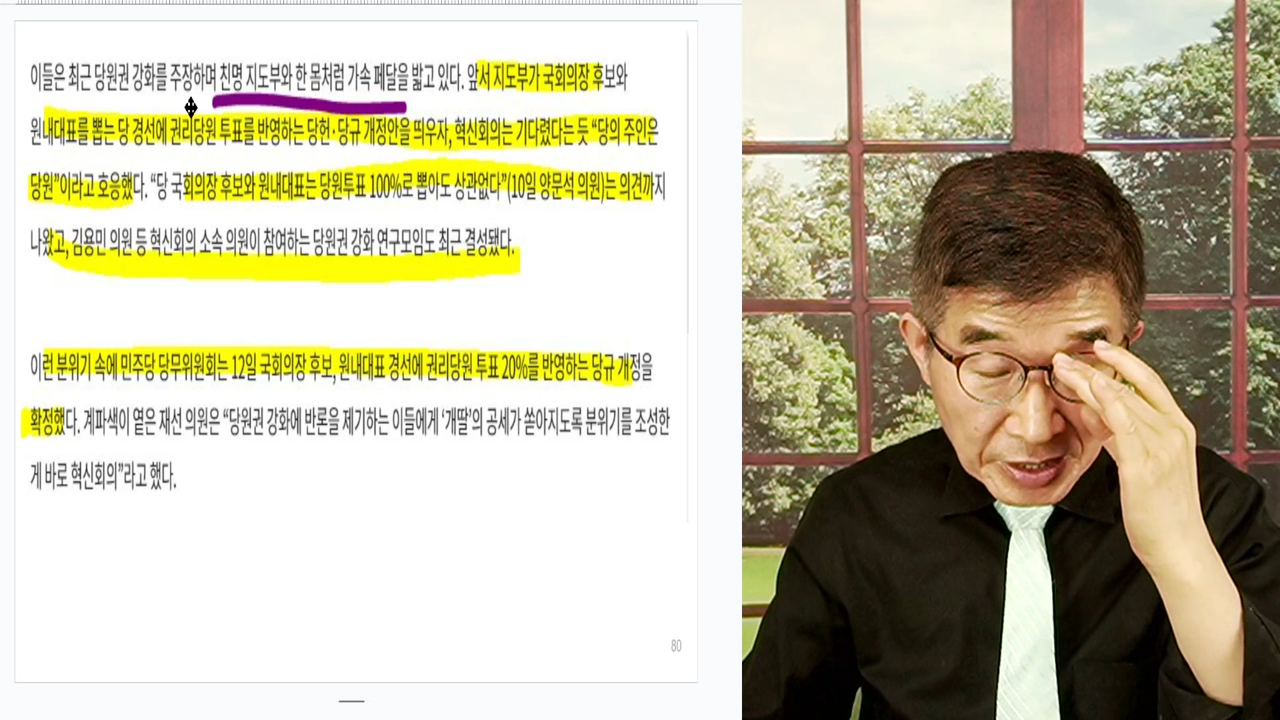 이들은 최근 당원권 강화를 주장하며 친명 지도부와 한 몸처럼 가속 페달을 밟고 있다. 앞서 지도부가 국회의장 후보와
원내대표를 뽑는 당 경선에 권리당원 투표를 반영하는 당헌·당규 개정안을 띄우자, 혁신회의는 기다렸다는 듯 “당의 주인은
당원”이라고 호응했다. “당 국회의장 후보와 원내대표는 당원투표 100%로 뽑아도 상관없다”(10일 양문석 의원)는 의견까지
나왔고, 김용민 의원 등 혁신회의 소속 의원이 참여하는 당원권 강화 연구모임도 최근 결성됐다.
이런 분위기 속에 민주당 당무위원회는 12일 국회의장 후보, 원내대표 경선에 권리당원 투표 20%를 반영하는 당규 개정을
확정했다. 계파색이 옅은 재선 의원은 “당원권 강화에 반론을 제기하는 이들에게 ‘개딸’의 공세가 쏟아지도록 분위기를 조성한
게 바로 혁신회의”라고 했다.
80